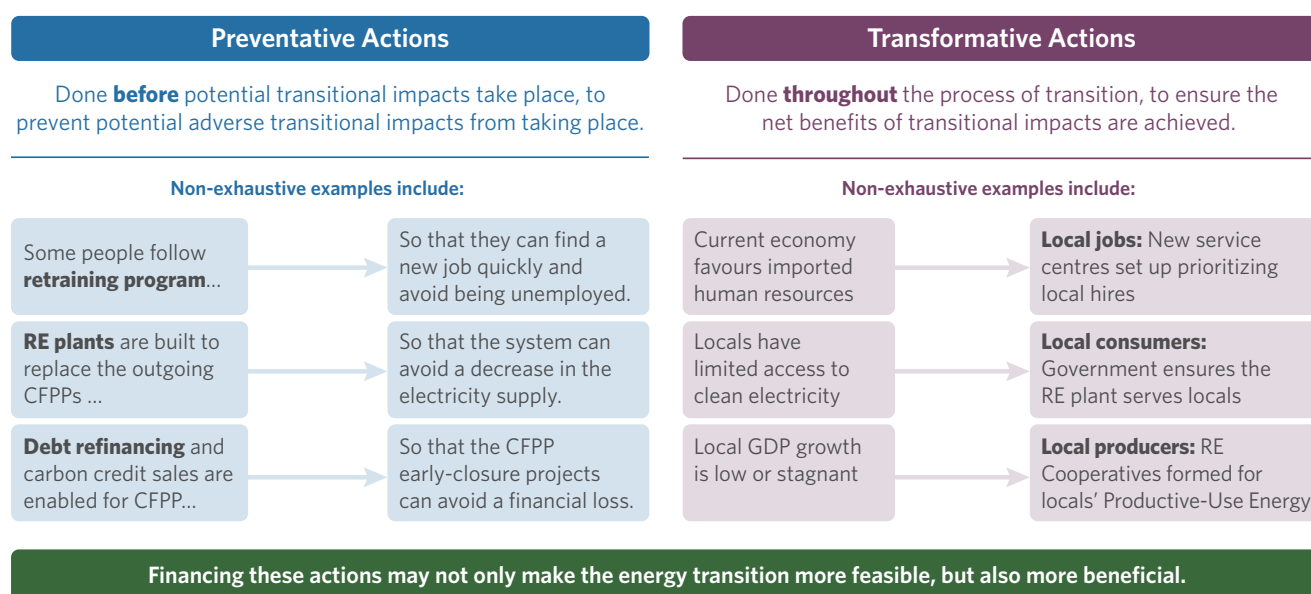 Preventative Actions
Done before potential transitional impacts take place, to
prevent potential adverse transitional impacts from taking place.
Non-exhaustive examples include:
Some people follow
retraining program...
So that they can find a
new job quickly and
avoid being unemployed.
RE plants are built to
replace the outgoing
CFPPs ...
So that the system can
avoid a decrease in the
electricity supply.
Debt refinancing and
carbon credit sales are
enabled for CFPP...
So that the CFPP
early-closure projects
can avoid a financial loss.
Transformative Actions
Done throughout the process of transition, to ensure the
net benefits of transitional impacts are achieved.
Non-exhaustive examples include:
Current economy
favours imported
human resources
Local jobs: New service
centres set up prioritizing
local hires
Locals have
limited access to
clean electricity
Local consumers:
Government ensures the
RE plant serves locals
Local GDP growth
is low or stagnant
Local producers: RE
Cooperatives formed for
locals' Productive-Use Energy
Financing these actions may not only make the energy transition more feasible, but also more beneficial.